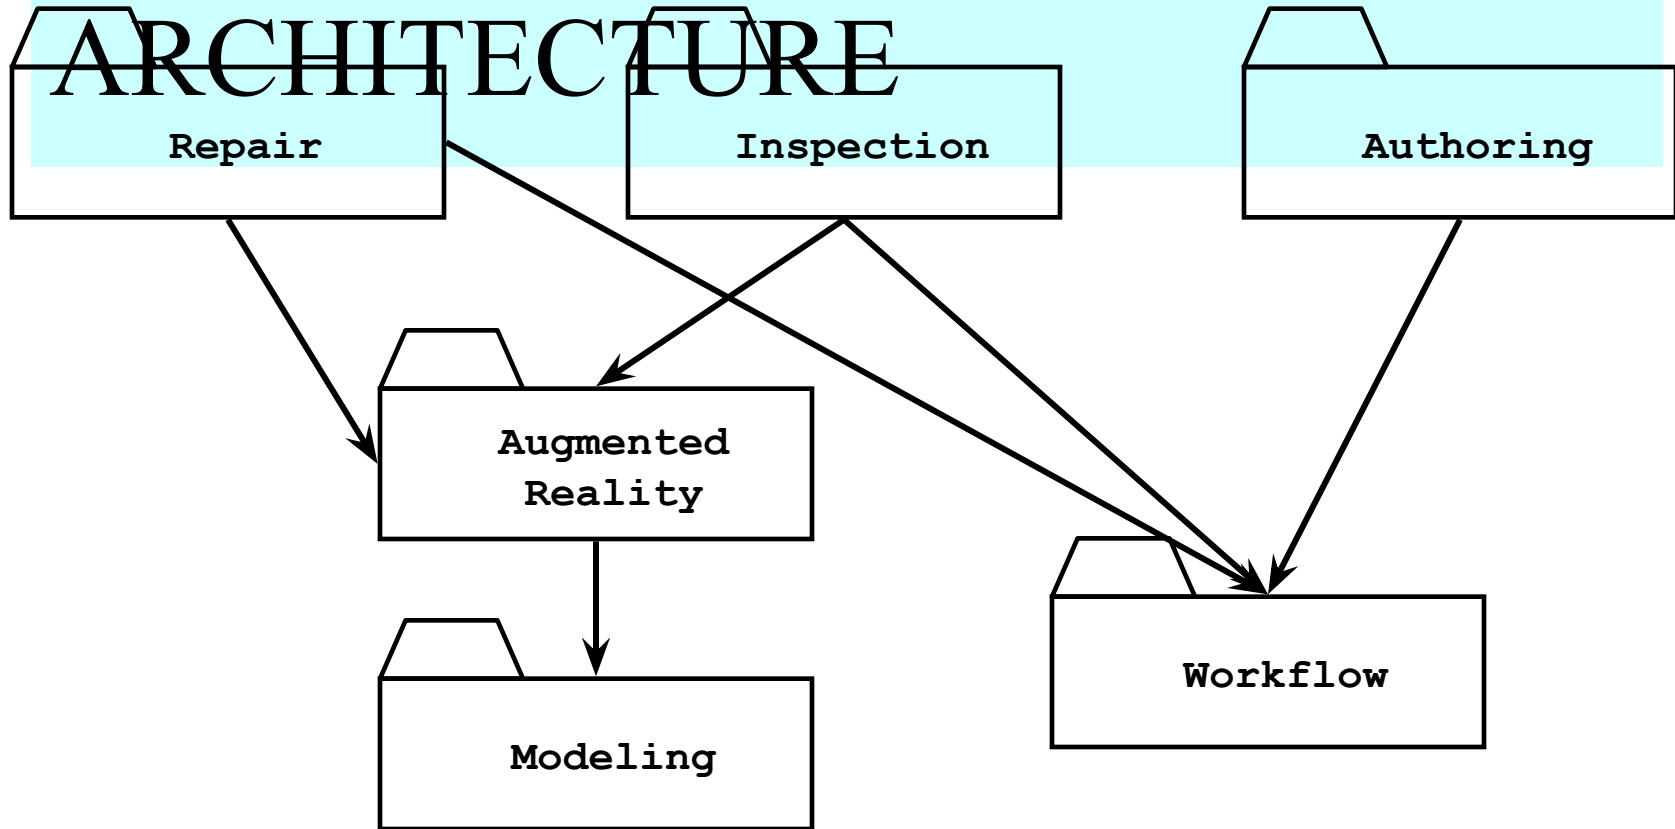 ARCHITECTURE
Repair
Inspection
Authoring
Augmented
Reality
Workflow
Modeling